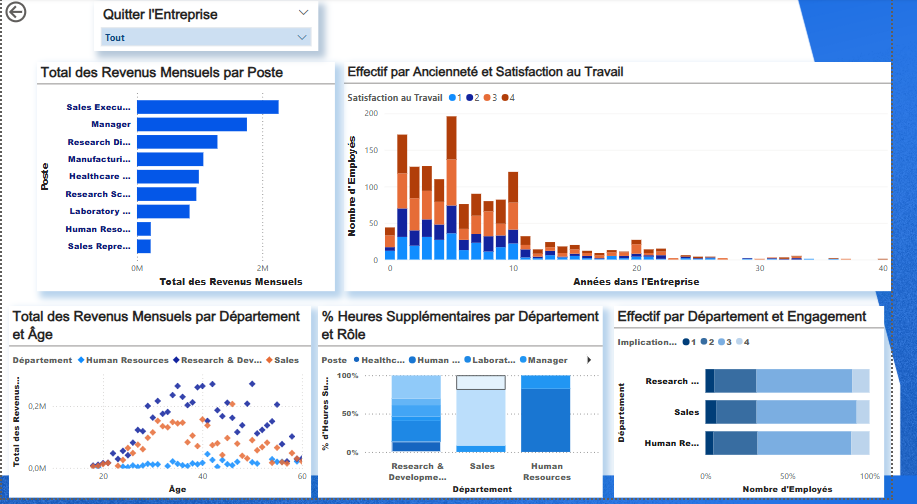 Quitter l'Entreprise
Tout
Total des Revenus Mensuels par Poste
Poste
Sales Execu...
Manager
Research Di...
Manufacturi...
Healthcare ...
Research Sc...
Laboratory ...
Human Reso...
Sales Repre...
0M 2M
Total des Revenus Mensuels
Effectif par Ancienneté et Satisfaction au Travail
Satisfaction au Travail 1 2 3 4
Nombre d'Employés
200
150
100
50
0
0 10 20 30 40
Années dans l'Entreprise
Total des Revenus Mensuels par Département
et Âge
Département Human Resources Research & Dev... Sales
Total des Revenus...
0,2M
0,0M
20 40 60
Âge
% Heures Supplémentaires par Département
et Rôle
Poste Healthc... Human ... Laborat... Manager
% d'Heures Su...
100%
50%
0%
Research &
Developme...
Sales
Human
Resources
Département
Effectif par Département et Engagement
Implication... 1 2 3 4
Département
Research ...
Sales
Human Re...
0% 50% 100%
Nombre d'Employés